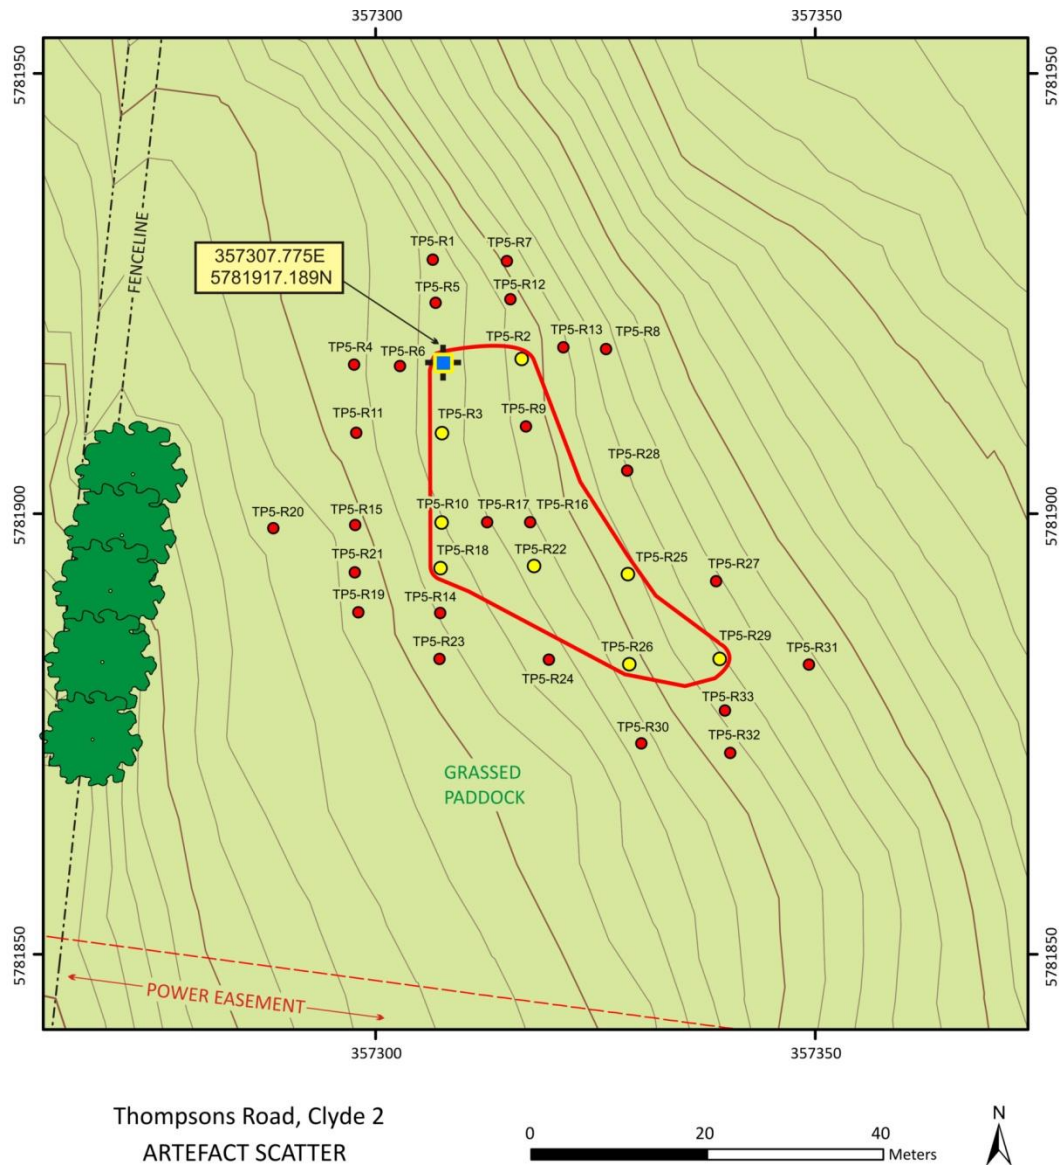 357300
357350
5781950
5781950
FENCELINE
TP5-R1
TP5-R7
357307.775E
5781917.189N
TP5-R5
TP5-R12
TP5-R2
TP5-R13
TP5-R8
TP5-R4
TP5-R6
TP5-R11
TP5-R3
TP5-R9
TP5-R28
5781900
5781900
TP5-R20
TP5-R15
TP5-R10
TP5-R17
TP5-R16
TP5-R21
TP5-R18
TP5-R22
TP5-R25
TP5-R27
TP5-R19
TP5-R14
TP5-R23
TP5-R24
TP5-R26
TP5-R29
TP5-R31
TP5-R33
TP5-R30
TP5-R32
GRASSED
PADDOCK
5781850
5781850
POWER EASEMENT
357300
357350
Thompsons Road, Clyde 2
ARTEFACT SCATTER
0 20 40
Meters
N